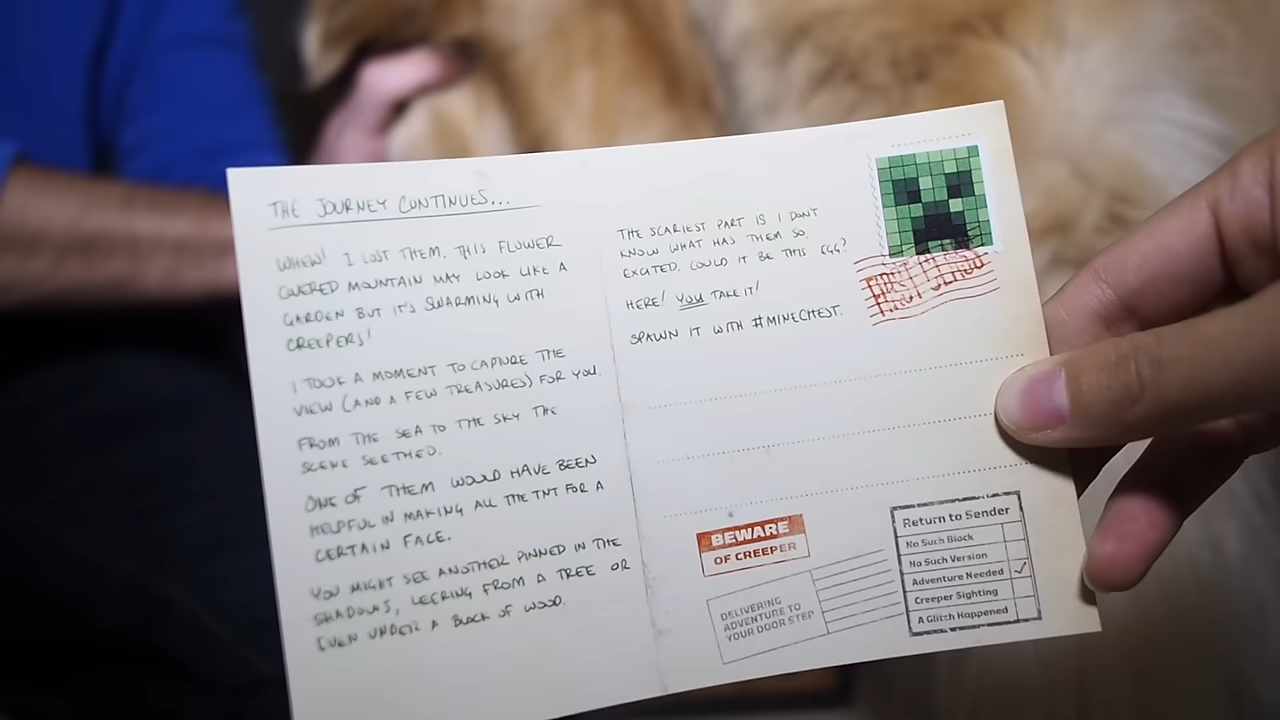 THE JOURNEY CONTINUES...
WHEW! I LOST THEM. THIS FLOWER
COVERED MOUNTAIN MAY LOOK LIKE A
GARDEN BUT IT'S SWARMING WITH
CREEPERS!
I TOOK A MOMENT TO CAPTURE THE
VIEW (AND A FEW TREASURES) FOR YOU.
FROM THE SEA TO THE SKY THE
SCENE SEETHED.
ONE OF THEM WOULD HAVE BEEN
HELPFUL IN MAKING ALL THE TNT FOR A
CERTAIN FACE.
YOU MIGHT SEE ANOTHER PINNED IN THE
SHADOWS, LEERING FROM A TREE OR
EVEN UNDER A BLOCK OF WOOD.
THE SCARIEST PART IS I DON'T
KNOW WHAT HAS THEM SO
EXCITED. COULD IT BE THIS EGG?
HERE! YOU TAKE IT!
SPAWN IT WITH #MINECHEST.
FIRST CLASS
BEWARE
OF CREEPER
DELIVERING
ADVENTURE TO
YOUR DOOR STEP
Return to Sender
No Such Block
No Such Version
Adventure Needed ✓
Creeper Sighting
A Glitch Happened